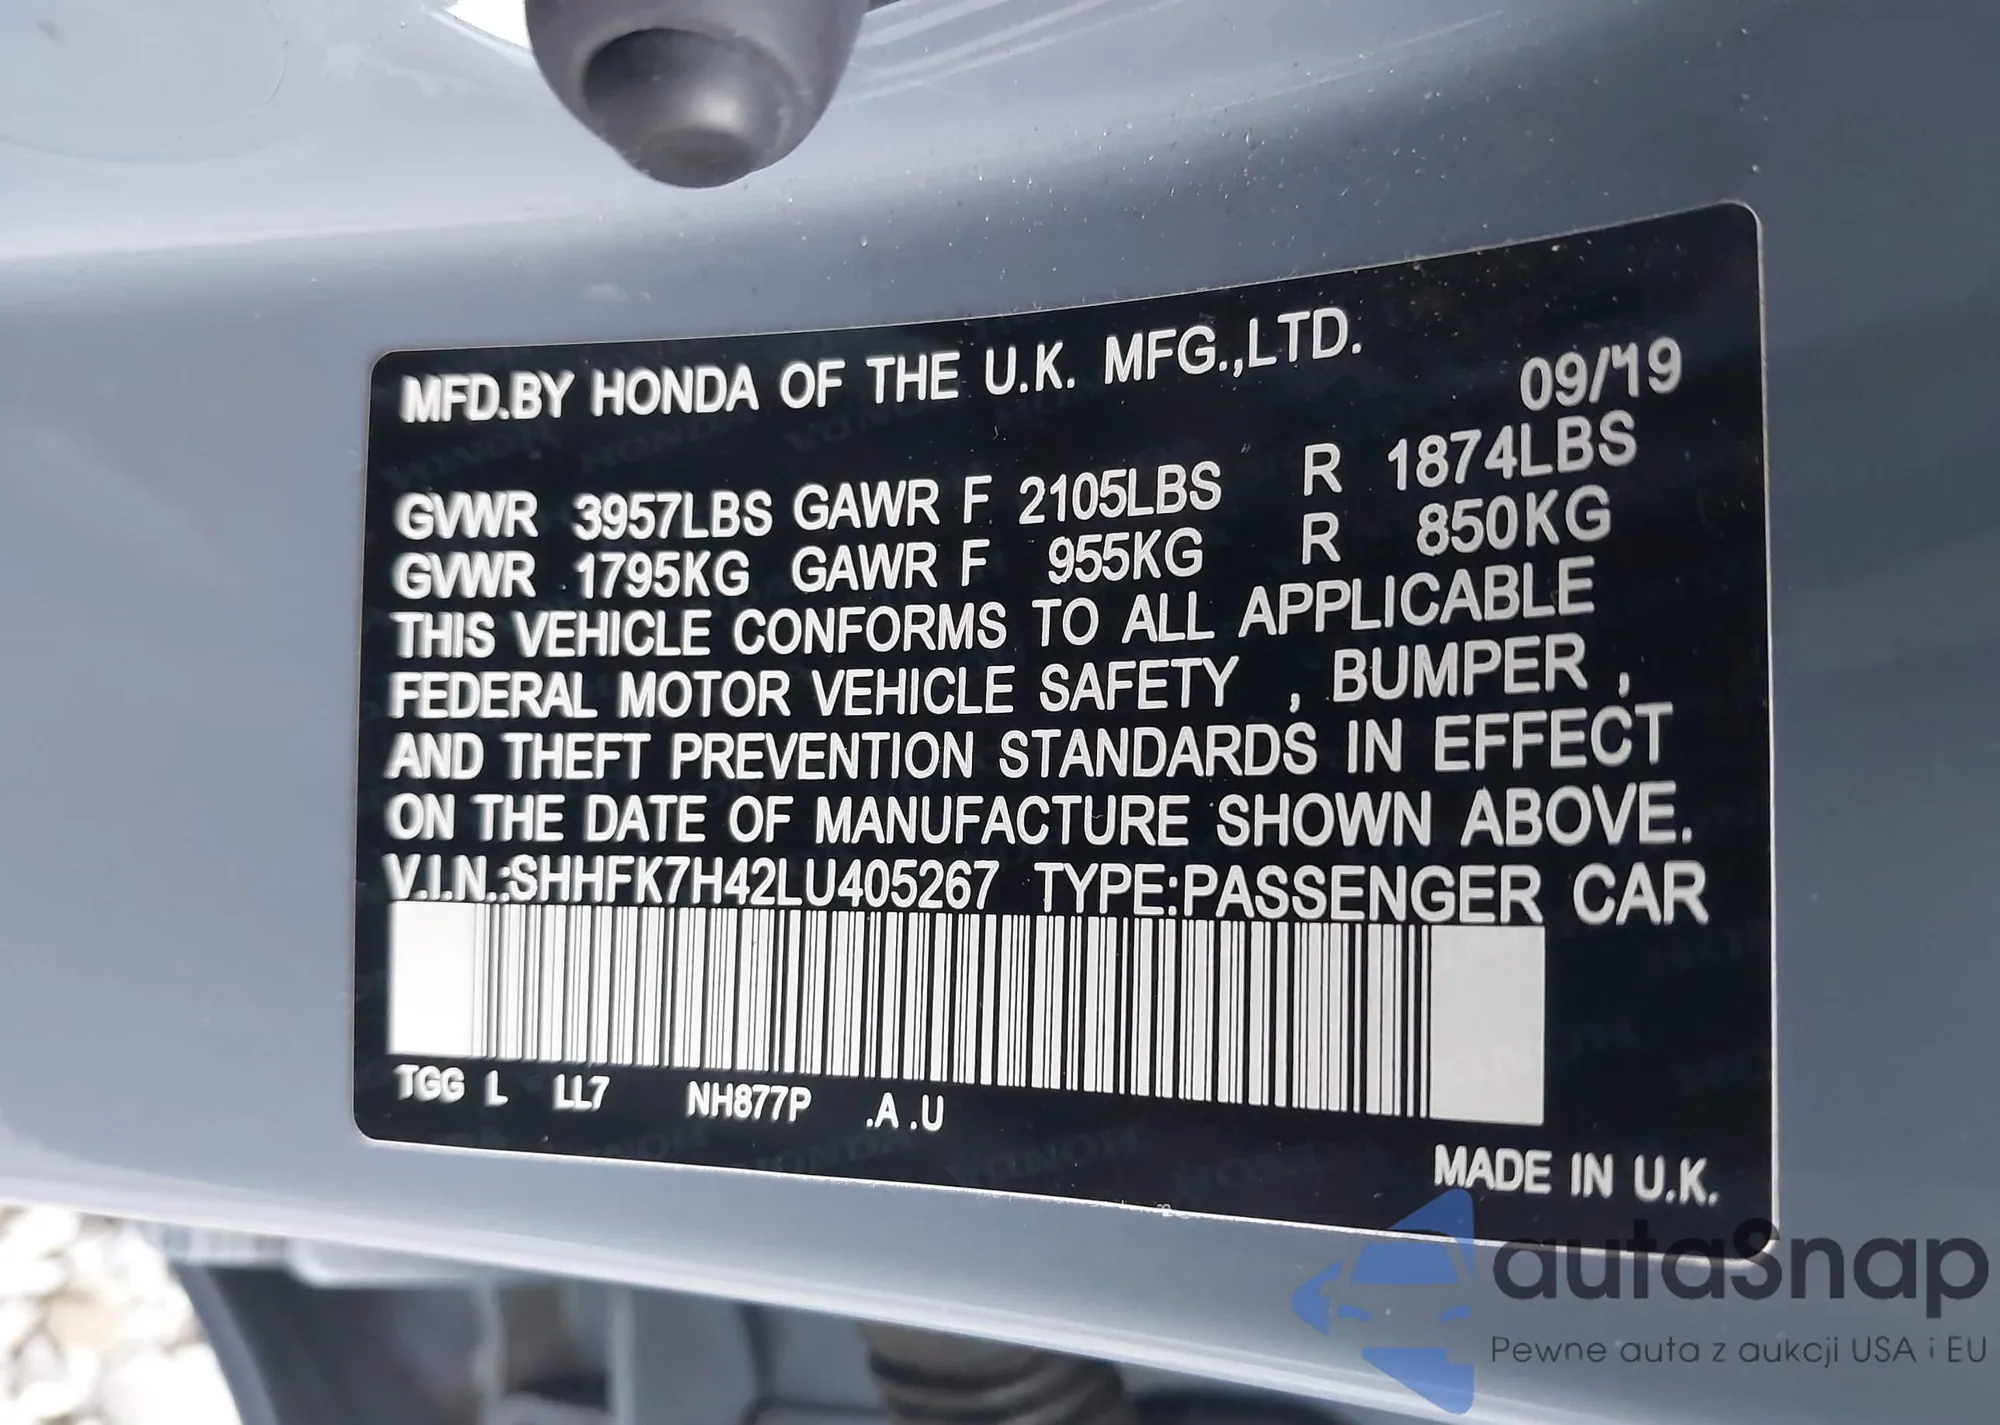 MFD.BY HONDA OF THE U.K. MFG.,LTD.
09/'19
GVWR 3957LBS GAWR F 2105LBS R 1874LBS
GVWR 1795KG GAWR F 955KG R 850KG
THIS VEHICLE CONFORMS TO ALL APPLICABLE
FEDERAL MOTOR VEHICLE SAFETY , BUMPER ,
AND THEFT PREVENTION STANDARDS IN EFFECT
ON THE DATE OF MANUFACTURE SHOWN ABOVE.
V.I.N.:SHHFK7H42LU405267 TYPE:PASSENGER CAR
TGG L LL7 NH877P .A .U
MADE IN U.K.
autaSnap
Pewne auta z aukcji USA i EU